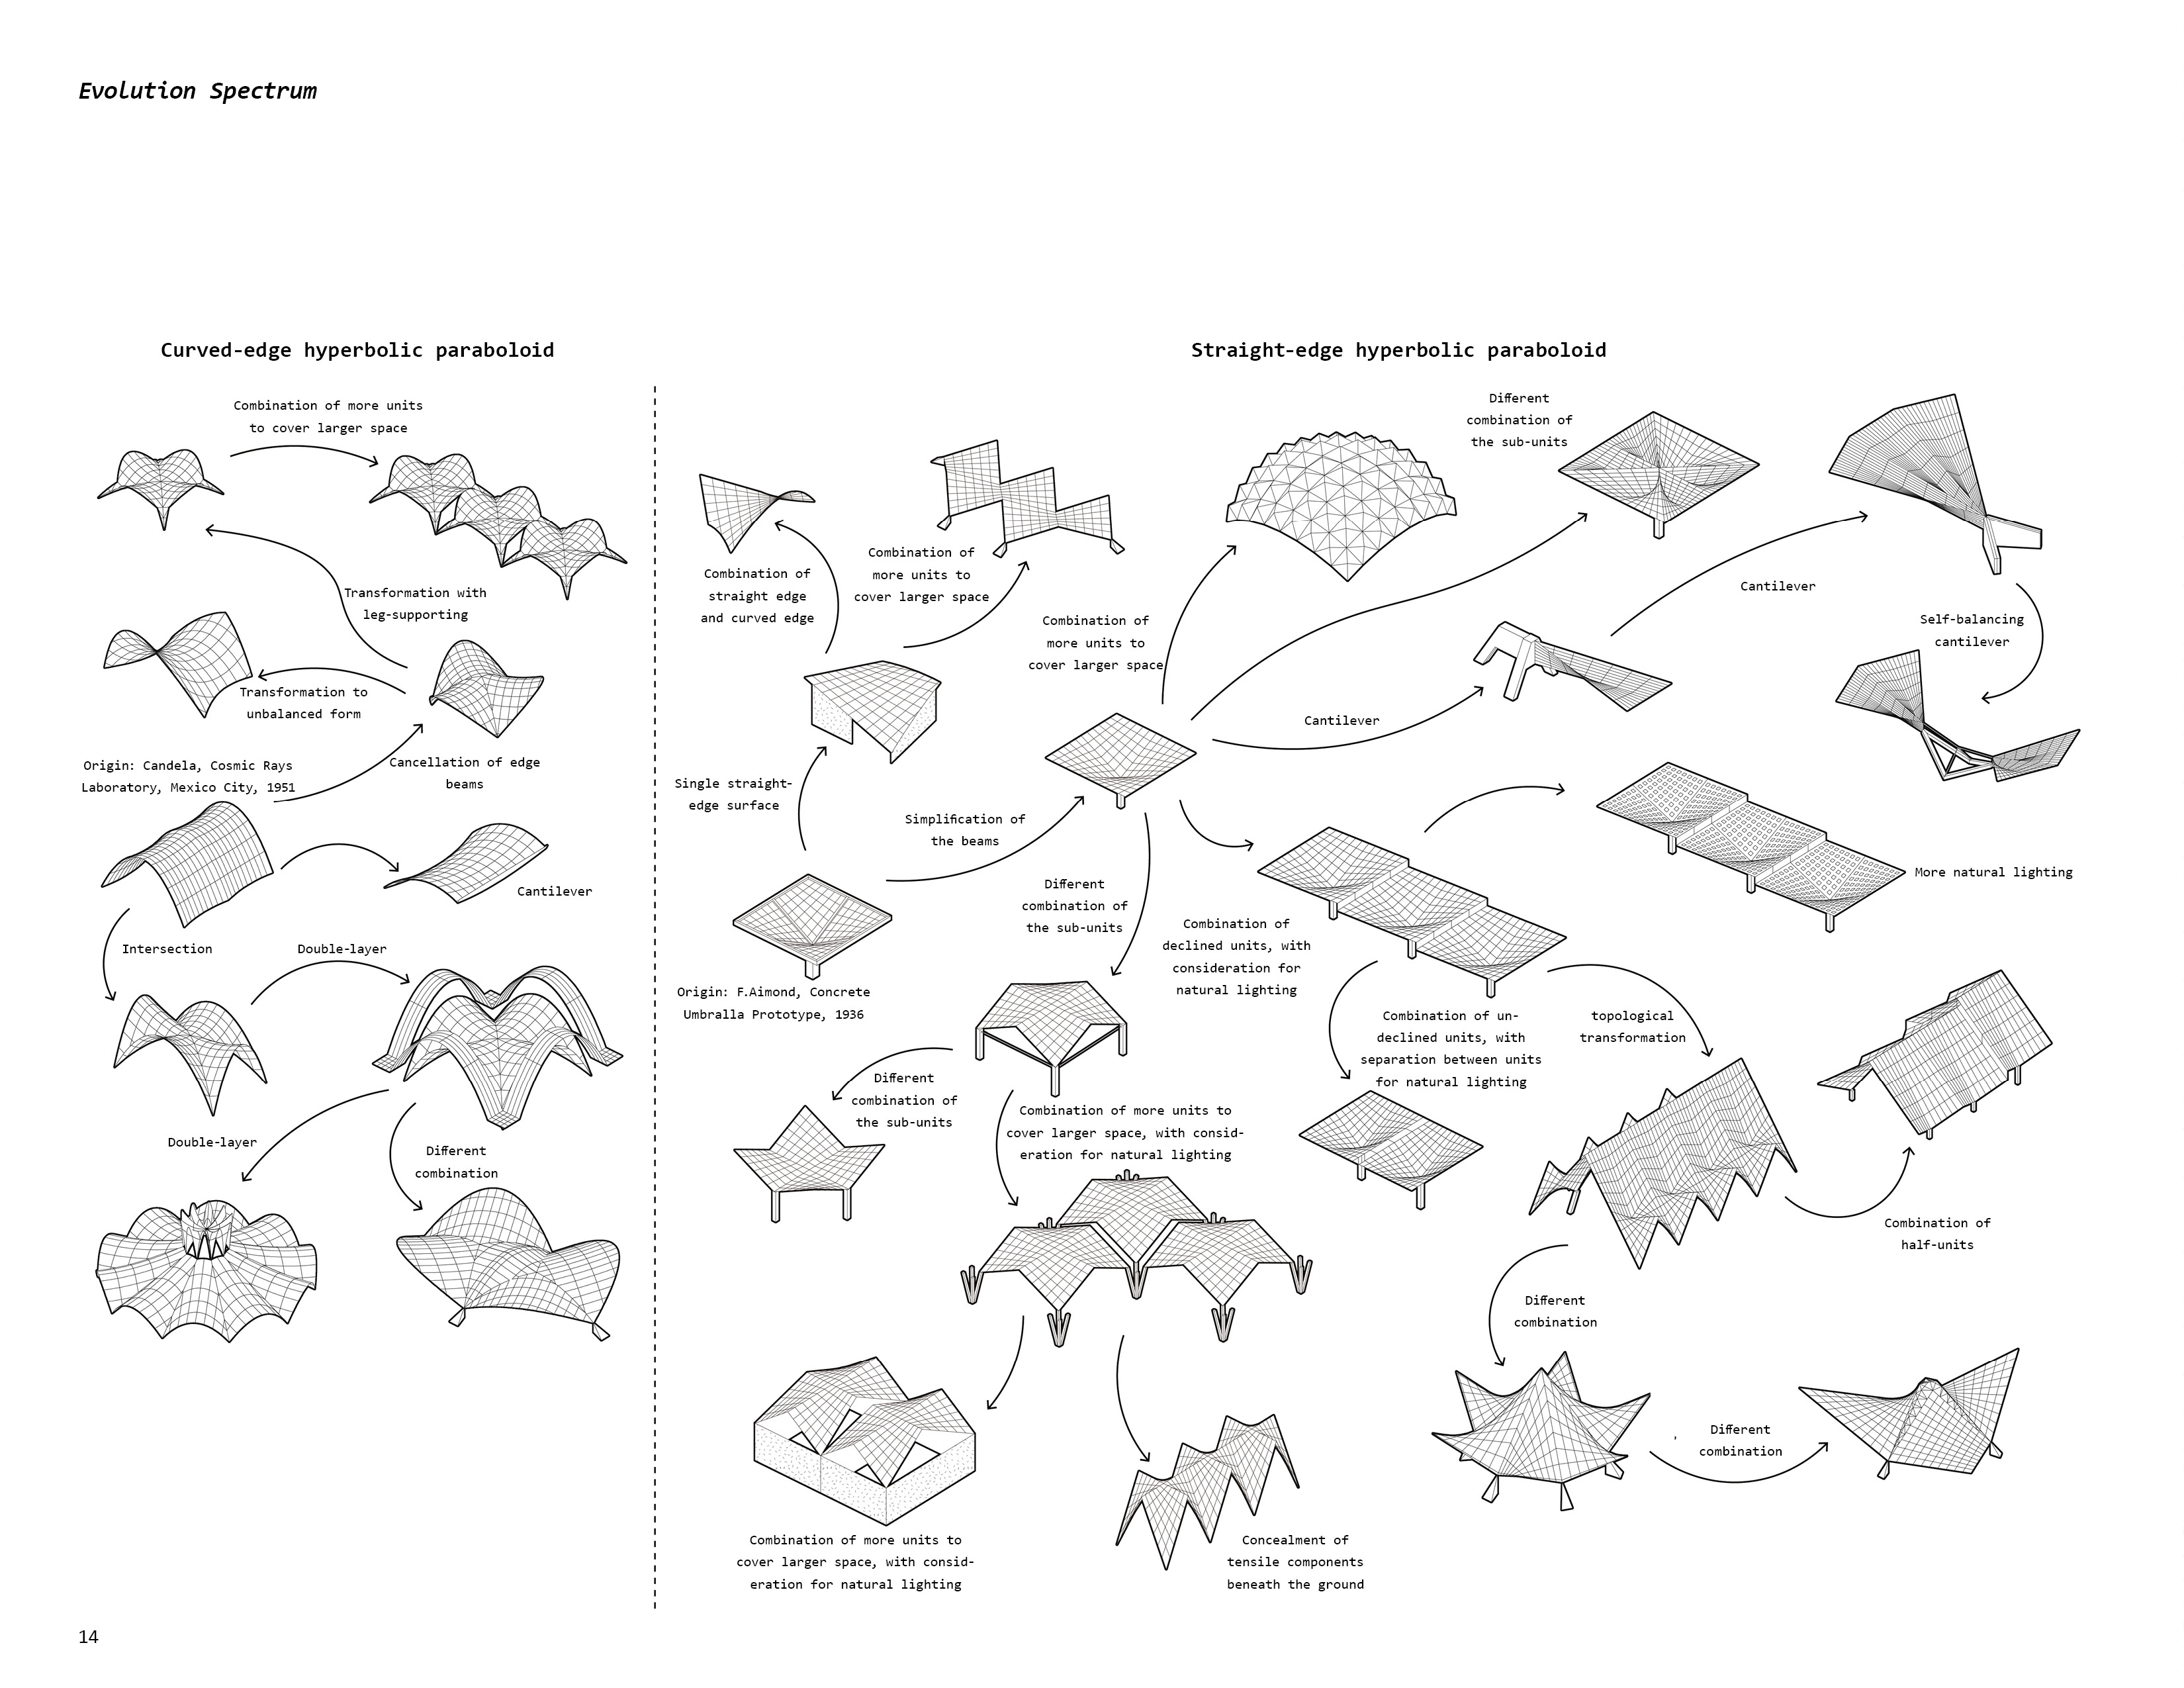 Evolution Spectrum
Curved-edge hyperbolic paraboloid
Combination of more units
to cover larger space
Transformation with
leg-supporting
Transformation to
unbalanced form
Origin: Candela, Cosmic Rays
Laboratory, Mexico City, 1951
Cancellation of edge
beams
Cantilever
Intersection
Double-layer
Double-layer
Different
combination
Straight-edge hyperbolic paraboloid
Combination of
straight edge
and curved edge
Combination of
more units to
cover larger space
Combination of
more units to
cover larger space
Different
combination of
the sub-units
Cantilever
Self-balancing
cantilever
Cantilever
Single straight-
edge surface
Simplification of
the beams
Origin: F.Aimond, Concrete
Umbralla Prototype, 1936
Different
combination of
the sub-units
Combination of
declined units, with
consideration for
natural lighting
More natural lighting
Combination of un-
declined units, with
separation between units
for natural lighting
topological
transformation
Different
combination of
the sub-units
Combination of more units to
cover larger space, with consid-
eration for natural lighting
Combination of
half-units
Different
combination
Different
combination
Combination of more units to
cover larger space, with consid-
eration for natural lighting
Concealment of
tensile components
beneath the ground
14